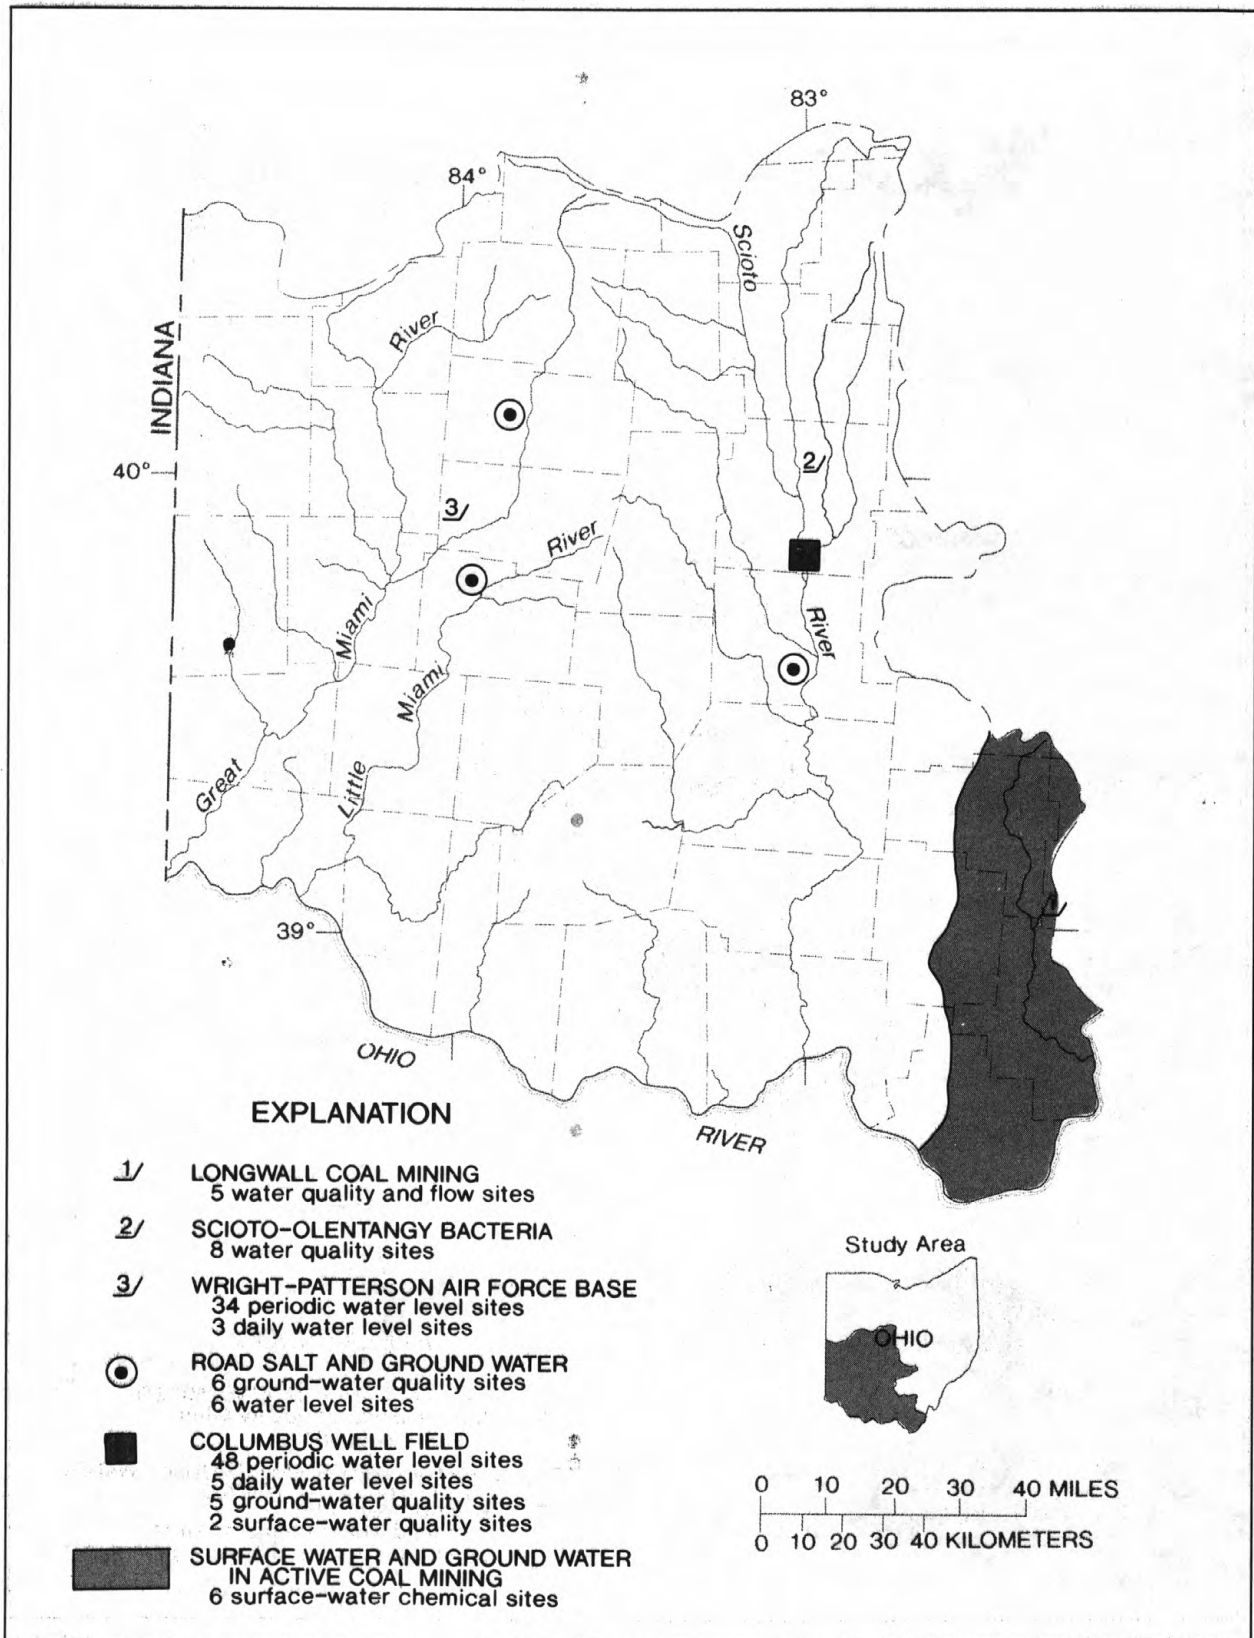 83°
84°
Scioto
River
INDIANA
40°
2/
3/
River
Miami
River
Miami
Great
Little
1/
39°
OHIO
RIVER
EXPLANATION
1/ LONGWALL COAL MINING
5 water quality and flow sites
2/ SCIOTO-OLENTANGY BACTERIA
8 water quality sites
3/ WRIGHT-PATTERSON AIR FORCE BASE
34 periodic water level sites
3 daily water level sites
ROAD SALT AND GROUND WATER
6 ground-water quality sites
6 water level sites
COLUMBUS WELL FIELD
48 periodic water level sites
5 daily water level sites
5 ground-water quality sites
2 surface-water quality sites
SURFACE WATER AND GROUND WATER
IN ACTIVE COAL MINING
6 surface-water chemical sites
Study Area
OHIO
0 10 20 30 40 MILES
0 10 20 30 40 KILOMETERS